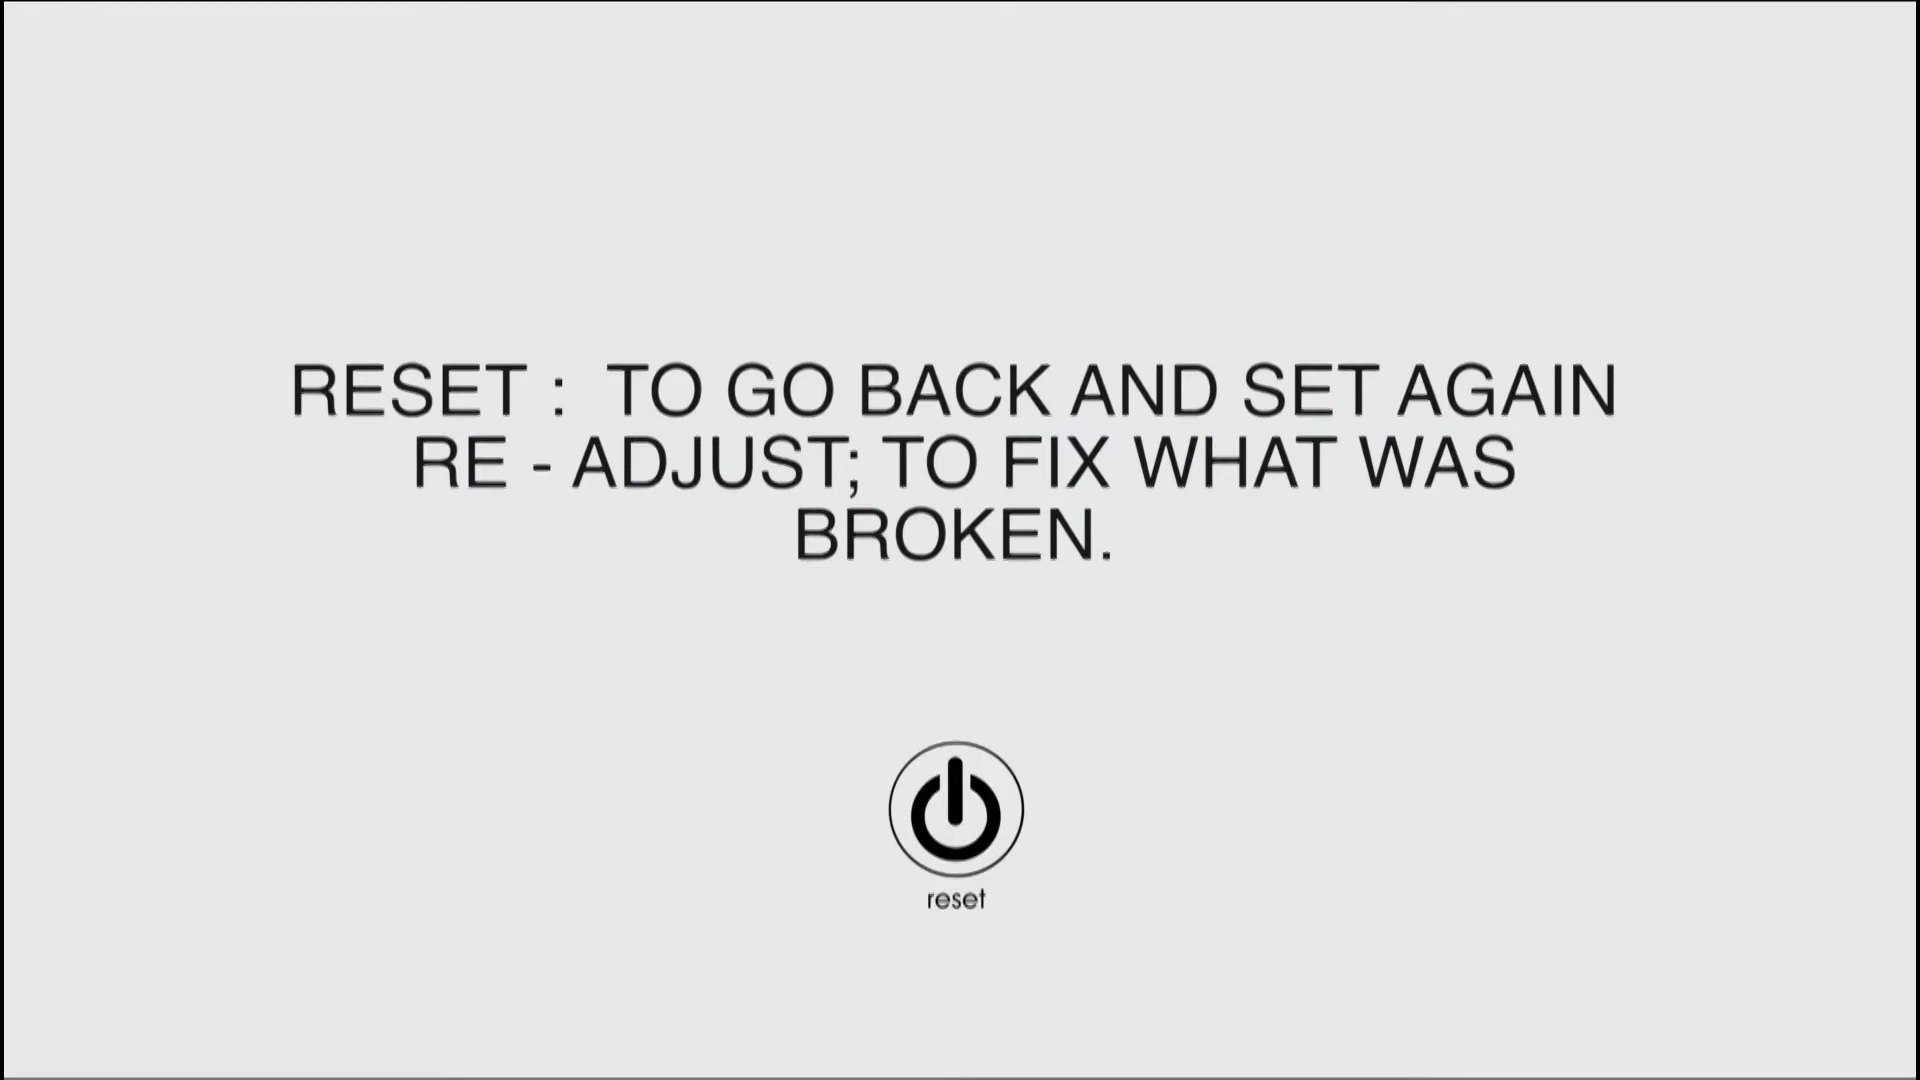 RESET :  TO GO BACK AND SET AGAIN
RE - ADJUST; TO FIX WHAT WAS
BROKEN.
reset